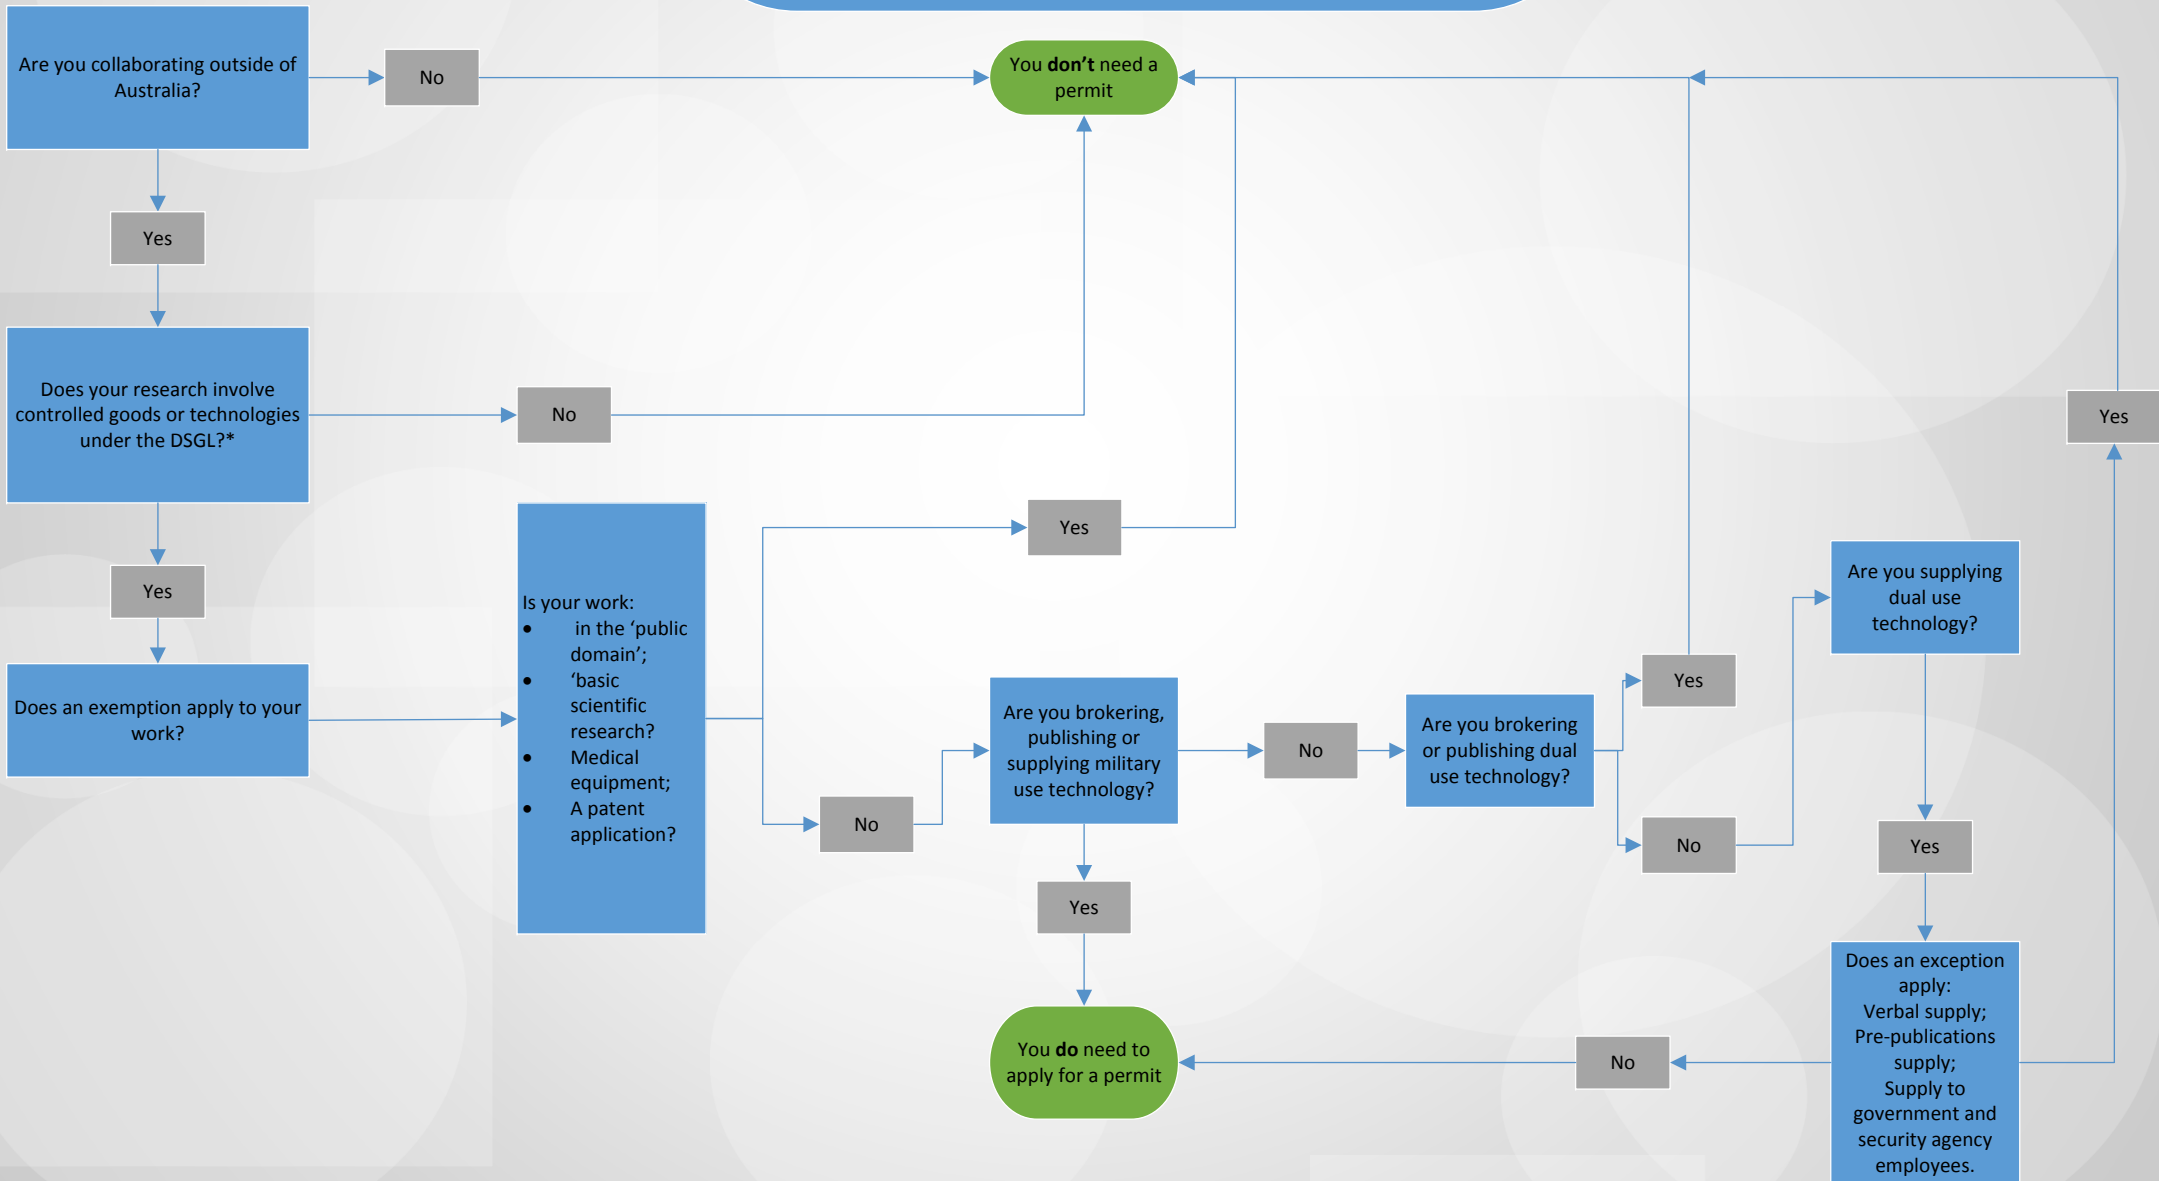 Are you collaborating outside of
Australia?
No
You don’t need a
permit
Yes
Does your research involve
controlled goods or technologies
under the DSGL?*
No
Yes
Yes
Yes
Does an exemption apply to your
work?
Is your work:
• in the ‘public
domain’;
• ‘basic
scientific
research?
• Medical
equipment;
• A patent
application?
No
Are you brokering,
publishing or
supplying military
use technology?
No
Are you brokering
or publishing dual
use technology?
Yes
No
Are you supplying
dual use
technology?
Yes
Yes
You do need to
apply for a permit
No
Does an exception
apply:
Verbal supply;
Pre-publications
supply;
Supply to
government and
security agency
employees.
Yes